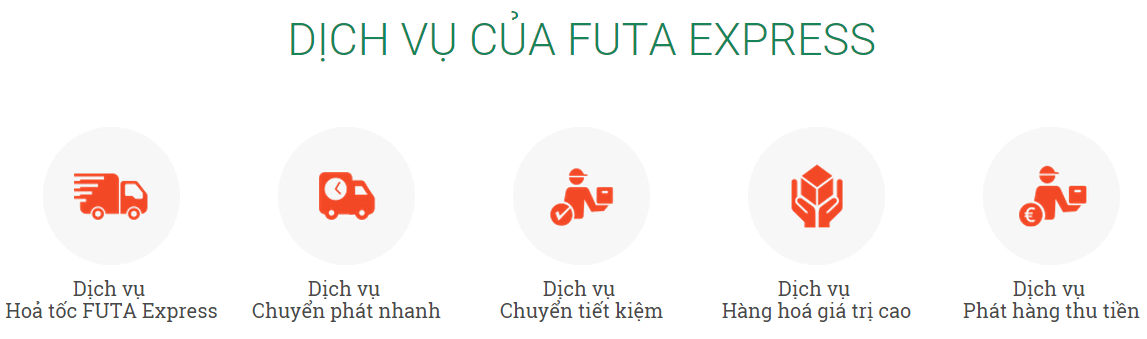 DỊCH VỤ CỦA FUTA EXPRESS
Dịch vụ
Hoả tốc FUTA Express
Dịch vụ
Chuyển phát nhanh
Dịch vụ
Chuyển tiết kiệm
Dịch vụ
Hàng hoá giá trị cao
Dịch vụ
Phát hàng thu tiền